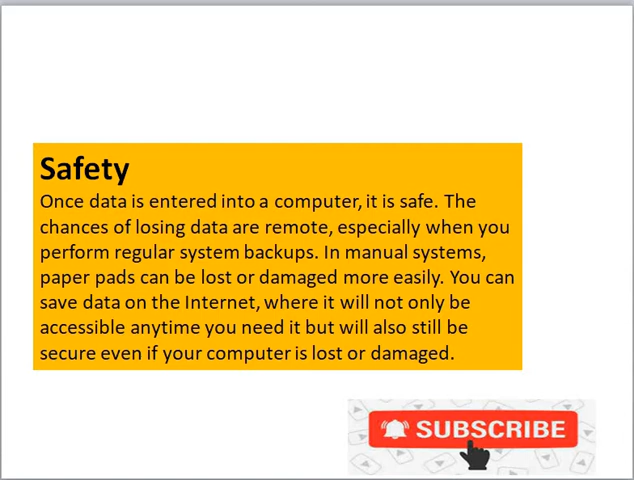 Safety
Once data is entered into a computer, it is safe. The
chances of losing data are remote, especially when you
perform regular system backups. In manual systems,
paper pads can be lost or damaged more easily. You can
save data on the Internet, where it will not only be
accessible anytime you need it but will also still be
secure even if your computer is lost or damaged.
SUBSCRIBE